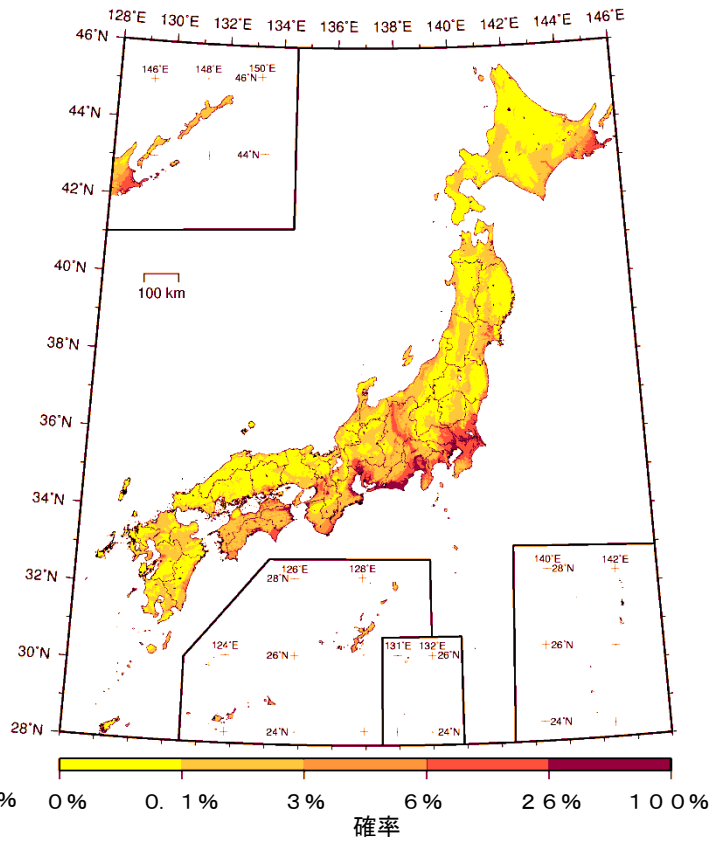 128°E 130°E 132°E 134°E 136°E 138°E 140°E 142°E 144°E 146°E
46°N
146°E 148°E 150°E
46°N
44°N
44°N
42°N
40°N
100 km
38°N
36°N
34°N
32°N
126°E 128°E
28°N
140°E 142°E
28°N
30°N
124°E
26°N
131°E 132°E
26°N
26°N
28°N
24°N
24°N
24°N
% 0% 0.1% 3% 6% 26% 100%
確率